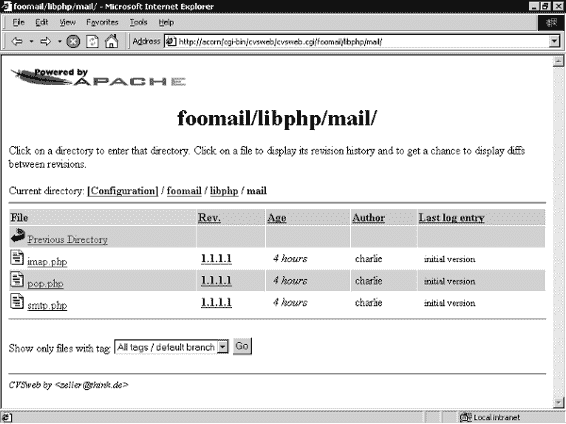 foomail/libphp/mail/ - Microsoft Internet Explorer
File Edit View Favorites Tools Help
Address http://acorn/cgi-bin/cvsweb/cvsweb.cgi/foomail/libphp/mail/
Powered by
APACHE
foomail/libphp/mail/
Click on a directory to enter that directory. Click on a file to display its revision history and to get a chance to display diffs
between revisions.
Current directory: [Configuration] / foomail / libphp / mail
File Rev. Age Author Last log entry
Previous Directory
imap.php 1.1.1.1 4 hours charlie initial version
pop.php 1.1.1.1 4 hours charlie initial version
smtp.php 1.1.1.1 4 hours charlie initial version
Show only files with tag: All tags / default branch Go
CVSweb by <zeller@think.de>
Local intranet